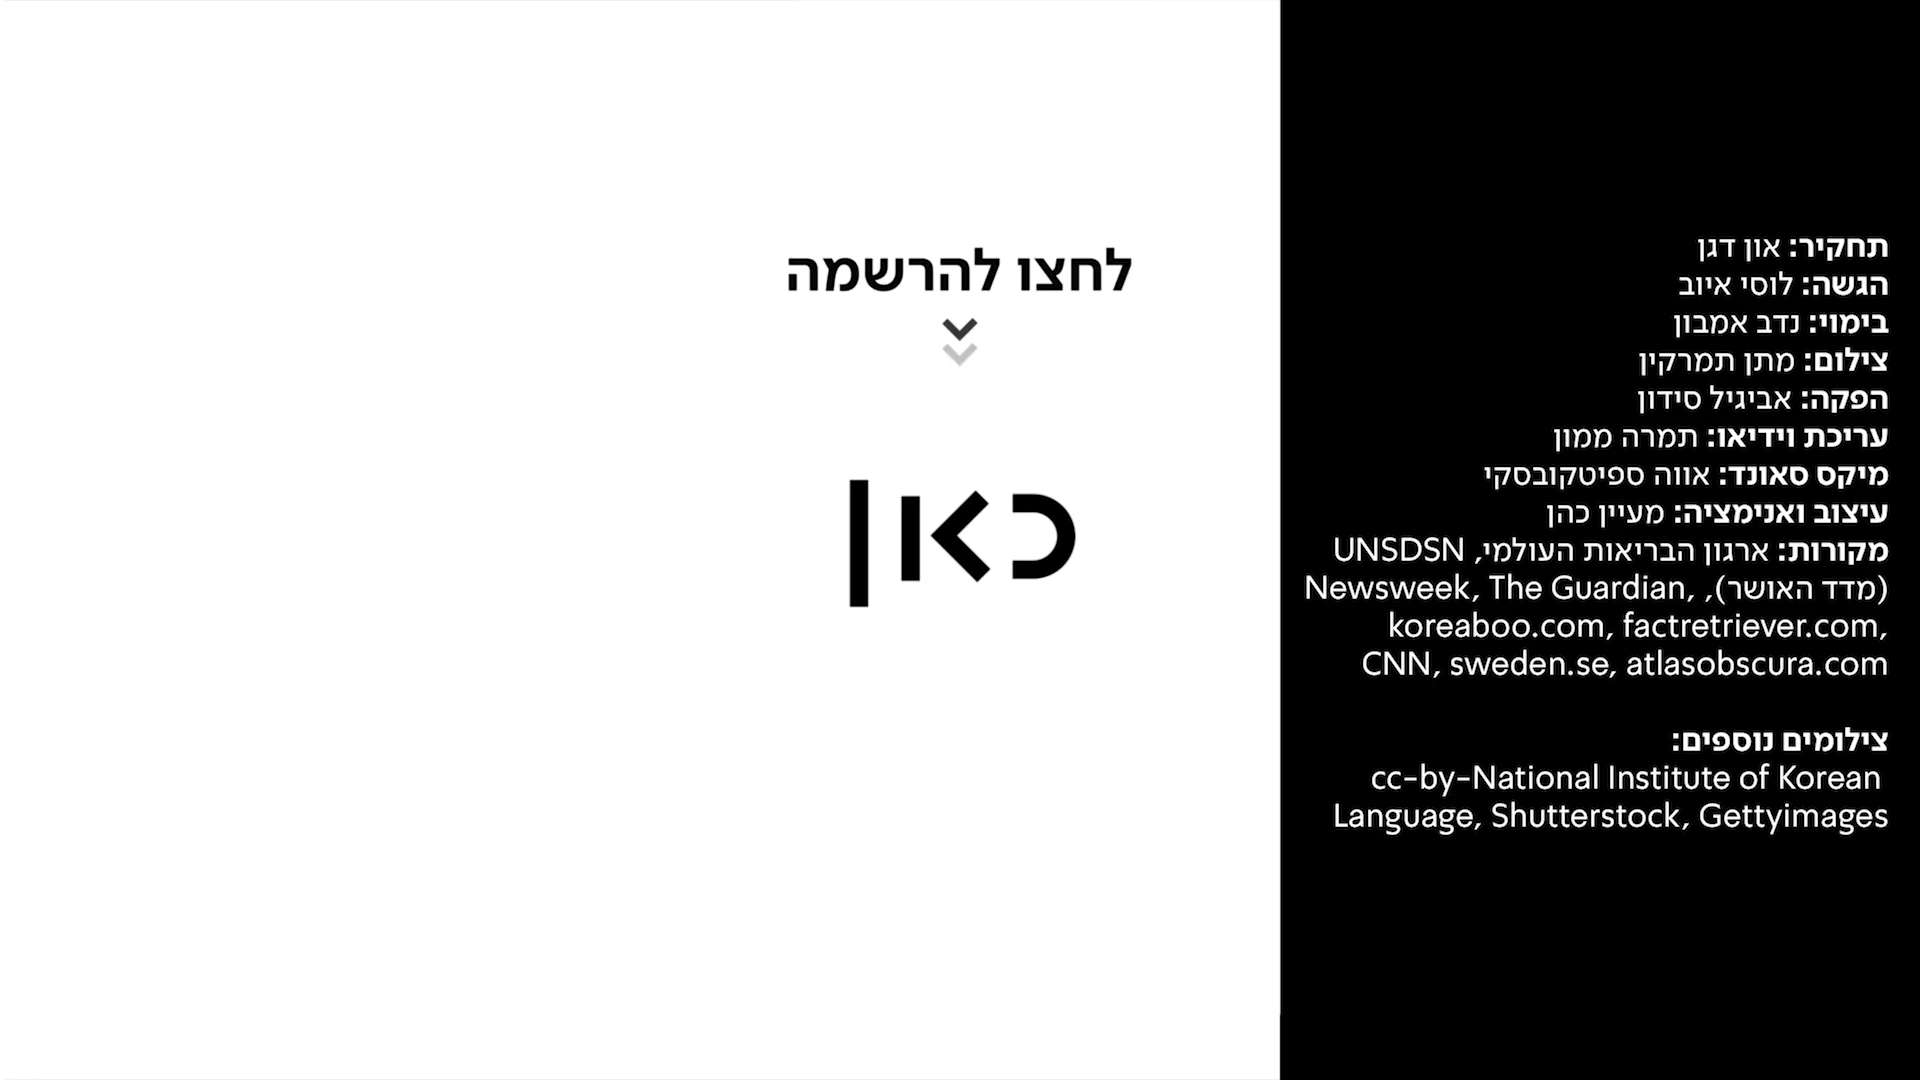 לחצו להרשמה
כאן
תחקיר: און דגן
הגשה: לוסי איוב
בימוי: נדב אמבון
צילום: מתן תמרקין
הפקה: אביגיל סידון
עריכת וידיאו: תמרה ממון
מיקס סאונד: אווה ספיטקובסקי
עיצוב ואנימציה: מעיין כהן
מקורות: ארגון הבריאות העולמי, UNSDSN
(מדד האושר), Newsweek, The Guardian,
koreaboo.com, factretriever.com,
CNN, sweden.se, atlasobscura.com
צילומים נוספים:
cc-by-National Institute of Korean
Language, Shutterstock, Gettyimages